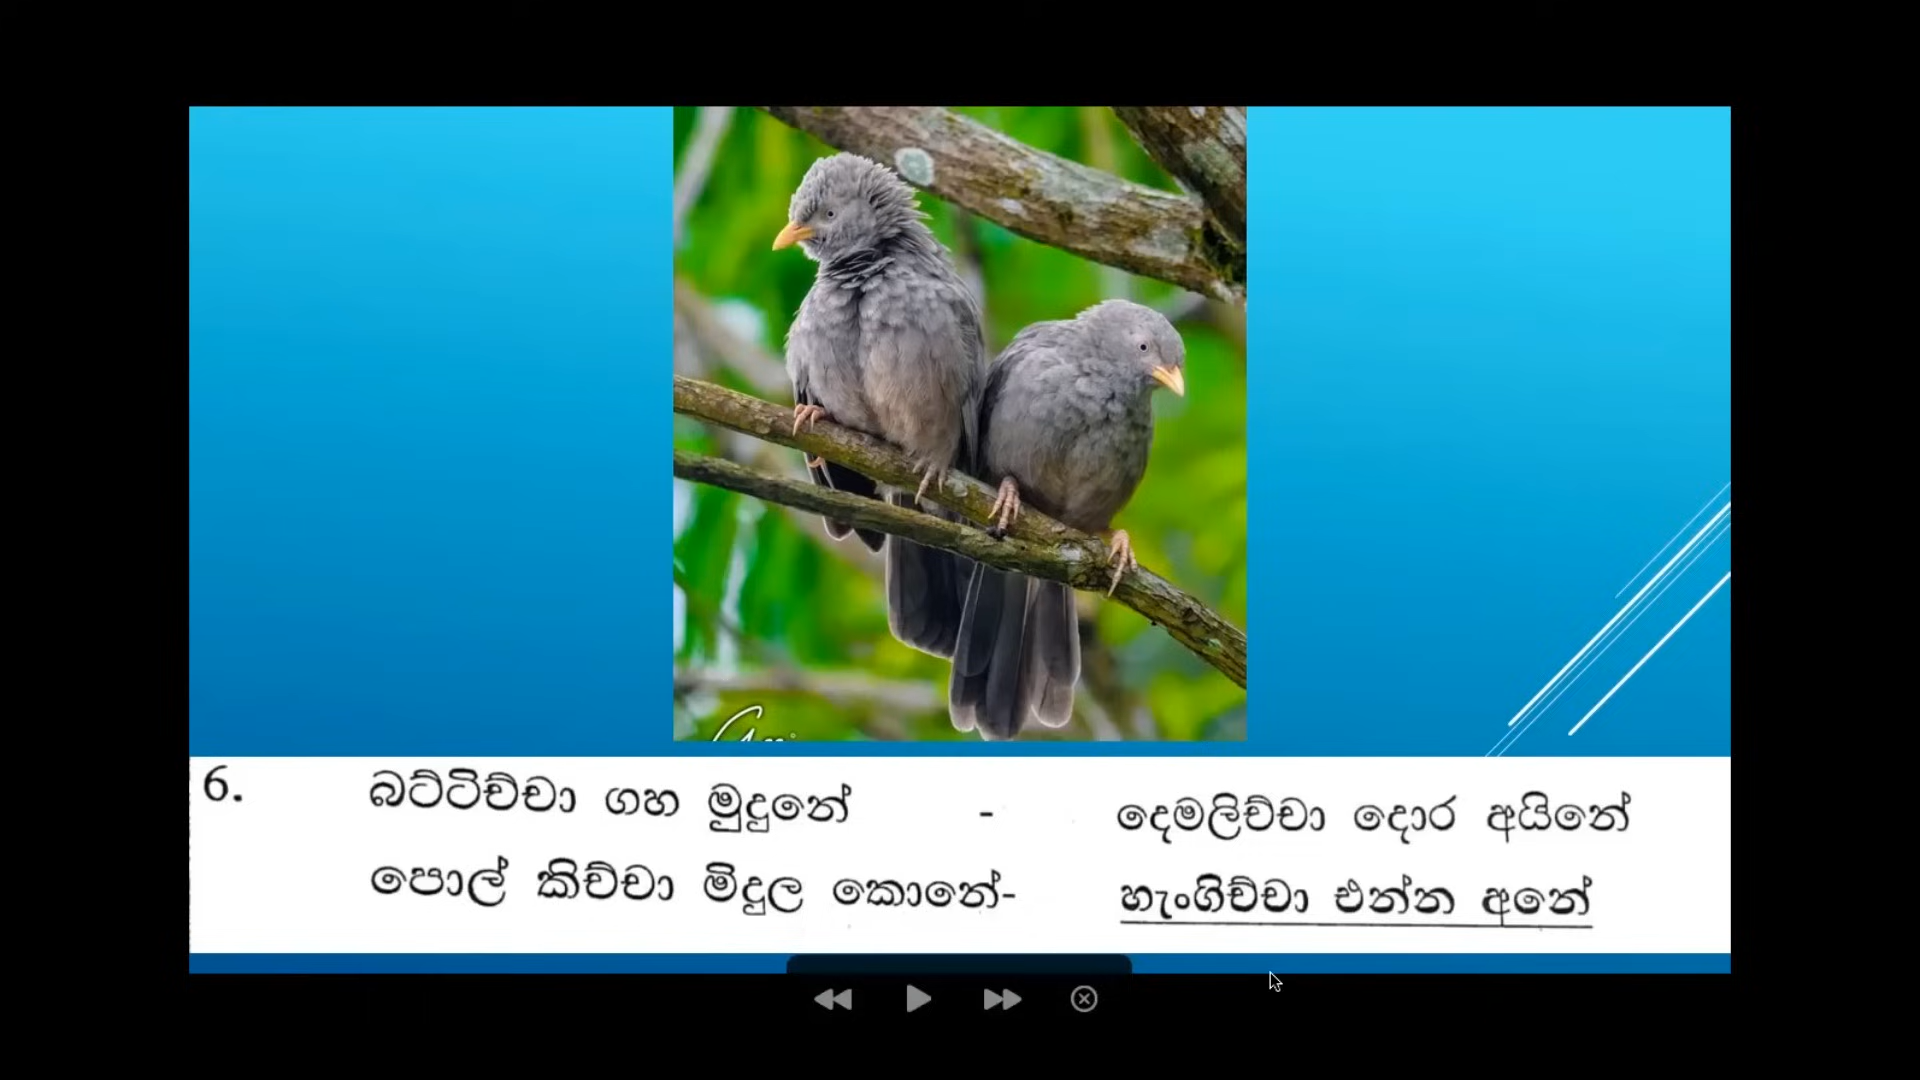 6. බට්ටිච්චා ගහ මුදුනේ - දෙමලිච්චා දොර අයිනේ
පොල් කිච්චා මිදුල කොනේ- හැංගිච්චා එන්න අනේ